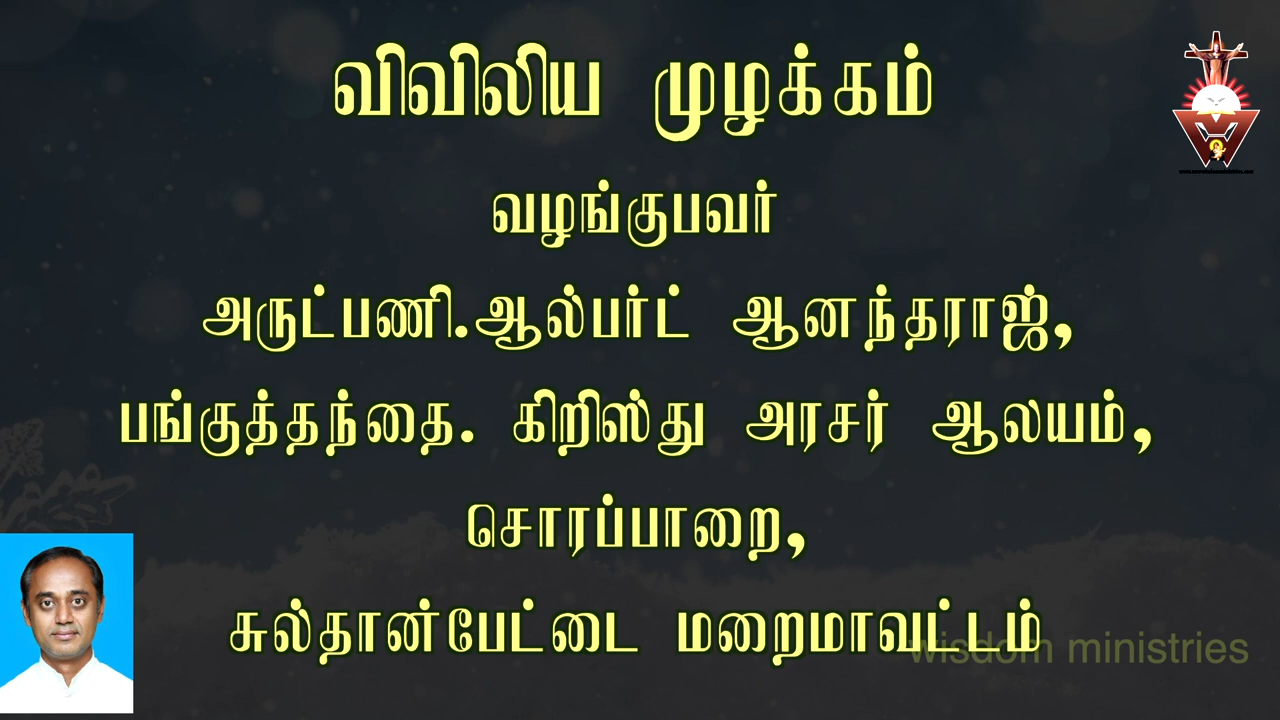 விவிலிய முழக்கம்
வழங்குபவர்
அருட்பணி.ஆல்பர்ட் ஆனந்தராஜ்,
பங்குத்தந்தை. கிறிஸ்து அரசர் ஆலயம்,
சொரப்பாறை,
சுல்தான்பேட்டை மறைமாவட்டம்
wisdom ministries